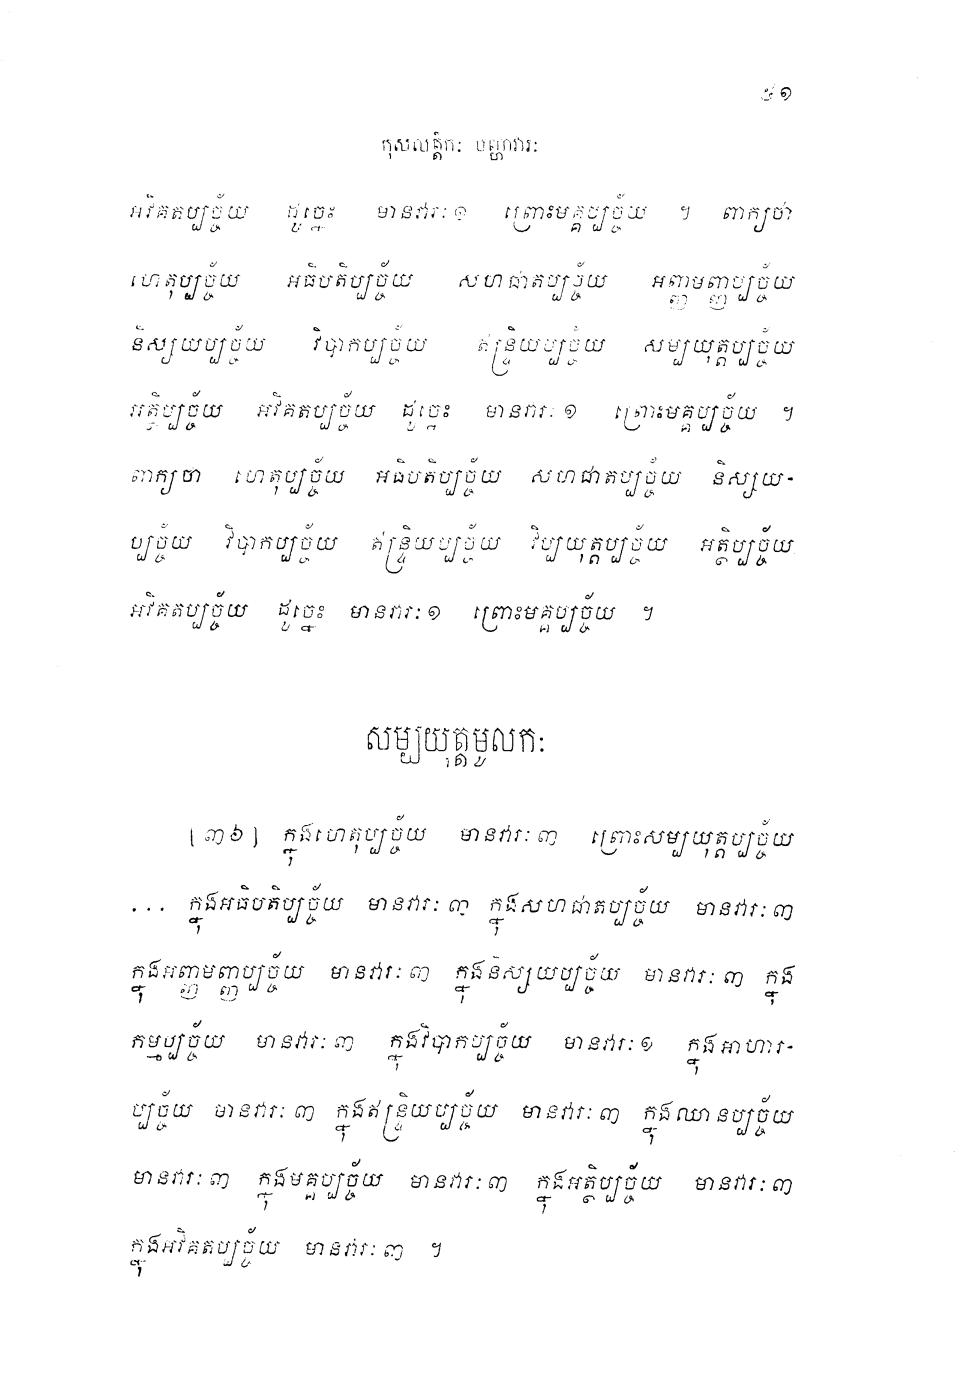 ៥១
កុសលត្តិកៈ បញ្ហាវារៈ
អវិគតប្បច្ច័យ ដូច្នេះ មានវារៈ ១ ព្រោះមគ្គប្បច្ច័យ ។ ពាក្យថា
ហេតុប្បច្ច័យ អធិបតិប្បច្ច័យ សហជាតប្បច្ច័យ អញ្ញមញ្ញប្បច្ច័យ
និស្សយប្បច្ច័យ វិបាកប្បច្ច័យ ឥន្ទ្រិយប្បច្ច័យ សម្បយុត្តប្បច្ច័យ
អត្ថិប្បច្ច័យ អវិគតប្បច្ច័យ ដូច្នេះ មានវារៈ ១ ព្រោះមគ្គប្បច្ច័យ ។
ពាក្យថា ហេតុប្បច្ច័យ អធិបតិប្បច្ច័យ សហជាតប្បច្ច័យ និស្សយ-
ប្បច្ច័យ វិបាកប្បច្ច័យ ឥន្ទ្រិយប្បច្ច័យ វិប្បយុត្តប្បច្ច័យ អត្ថិប្បច្ច័យ
អវិគតប្បច្ច័យ ដូច្នេះ មានវារៈ ១ ព្រោះមគ្គប្បច្ច័យ ។
សម្បយុត្តមូលកៈ
[៣៦] ក្នុងហេតុប្បច្ច័យ មានវារៈ ៣ ព្រោះសម្បយុត្តប្បច្ច័យ
... ក្នុងអធិបតិប្បច្ច័យ មានវារៈ ៣ ក្នុងសហជាតប្បច្ច័យ មានវារៈ ៣
ក្នុងអញ្ញមញ្ញប្បច្ច័យ មានវារៈ ៣ ក្នុងនិស្សយប្បច្ច័យ មានវារៈ ៣ ក្នុង
កម្មប្បច្ច័យ មានវារៈ ៣ ក្នុងវិបាកប្បច្ច័យ មានវារៈ ១ ក្នុងអាហារ-
ប្បច្ច័យ មានវារៈ ៣ ក្នុងឥន្ទ្រិយប្បច្ច័យ មានវារៈ ៣ ក្នុងឈានប្បច្ច័យ
មានវារៈ ៣ ក្នុងមគ្គប្បច្ច័យ មានវារៈ ៣ ក្នុងអត្ថិប្បច្ច័យ មានវារៈ ៣
ក្នុងអវិគតប្បច្ច័យ មានវារៈ ៣ ។